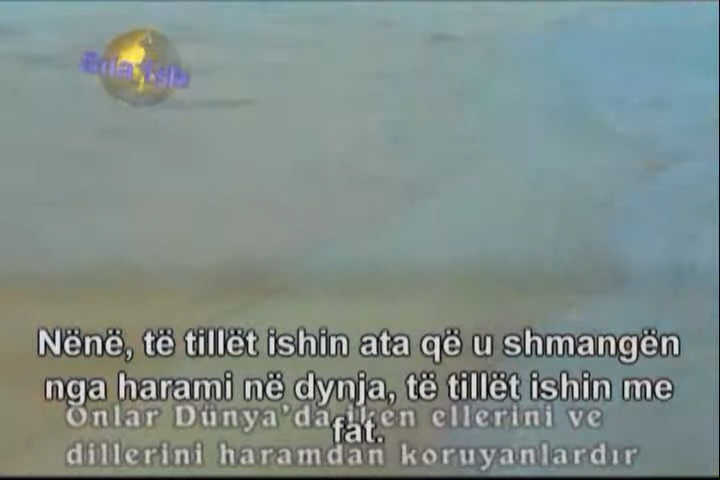 Nënë, të tillët ishin ata që u shmangën
nga harami në dynja, të tillët ishin me
fat.
Onlar Dünya'da iken ellerini ve
dillerini haramdan koruyanlardır